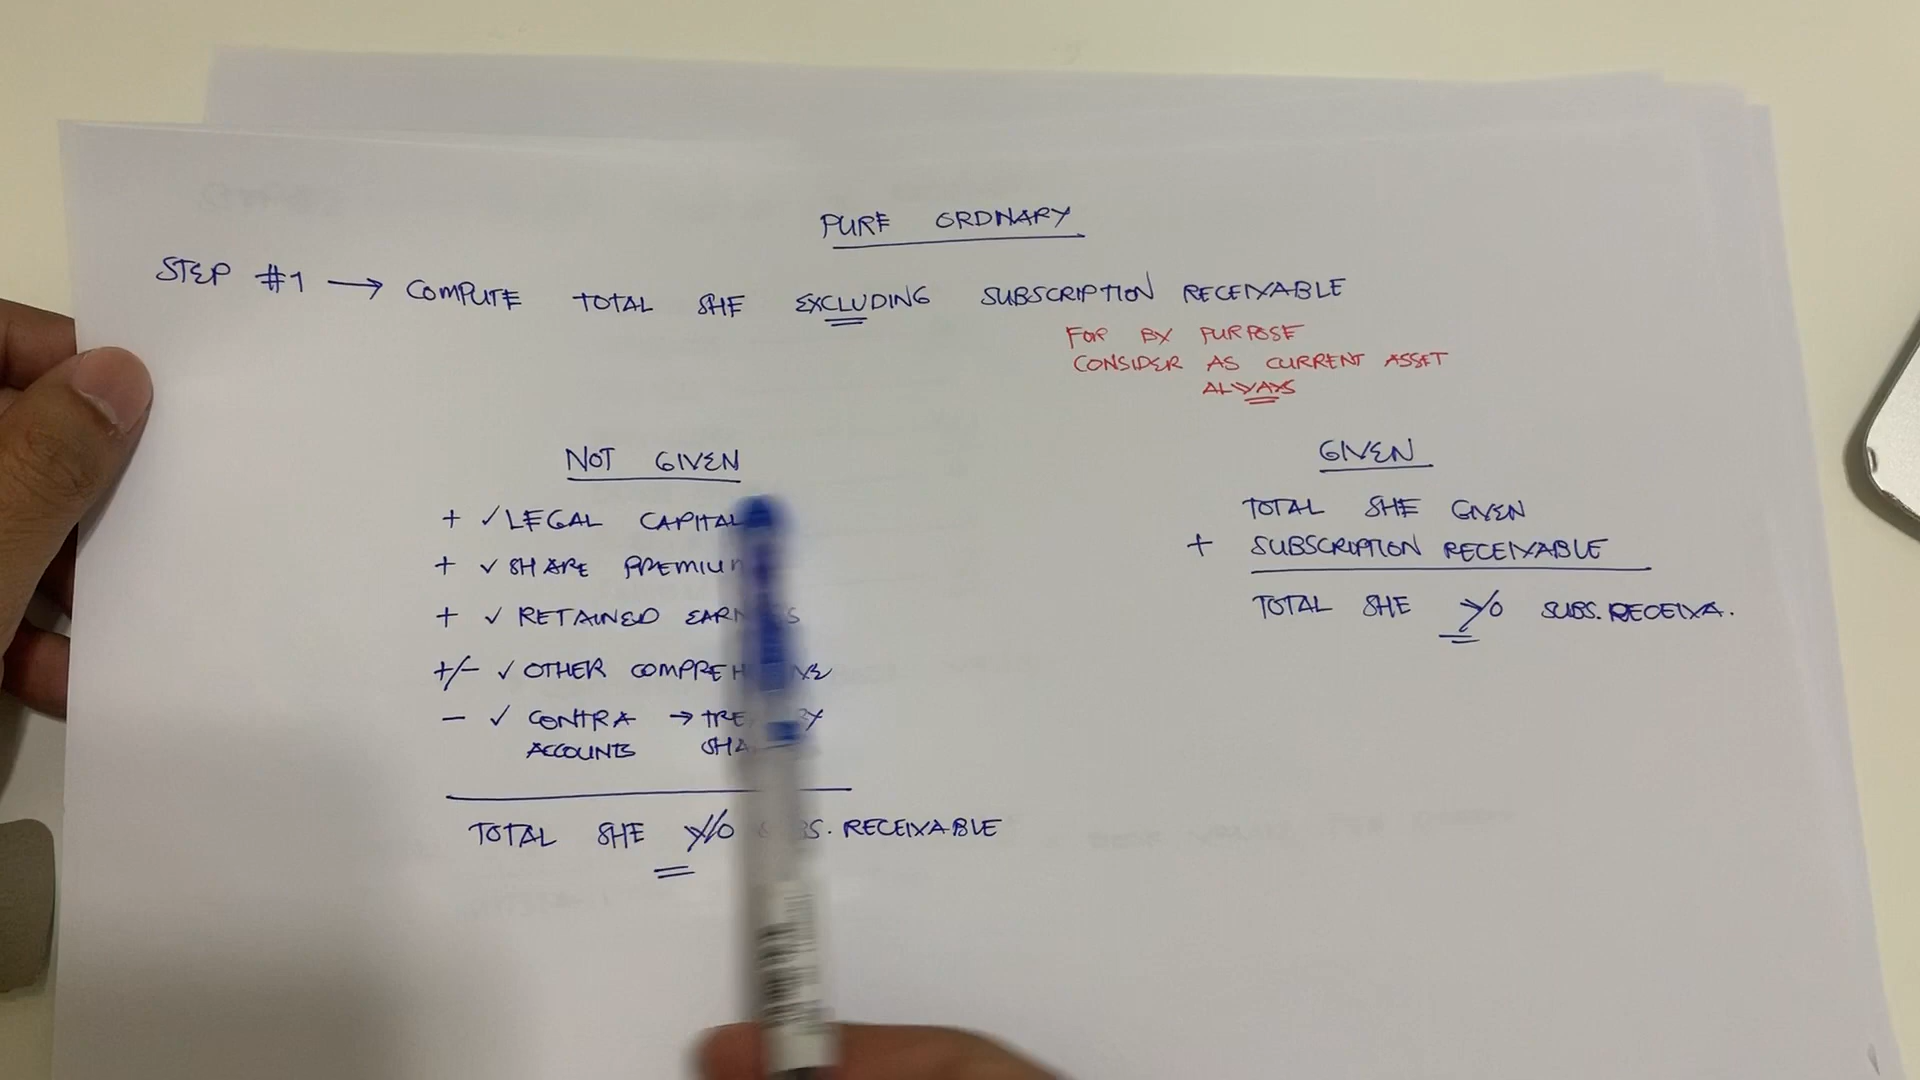 PURE ORDNARY
STEP #1 → COMPUTE TOTAL SHE EXCLUDING SUBSCRIPTION RECEIVABLE
FOR BV PURPOSE
CONSIDER AS CURRENT ASSET
ALWAYS
NOT GIVEN
+ ✓ LEGAL CAPITAL
+ ✓ SHARE PREMIUM
+ ✓ RETAINED
+/- ✓ OTHER
- ✓ CONTRA →
ACCOUNTS
TOTAL SHE W/O RECEIVABLE
GIVEN
TOTAL SHE GIVEN
+ SUBSCRIPTION RECEIVABLE
TOTAL SHE W/O SUBS. RECEIVA.